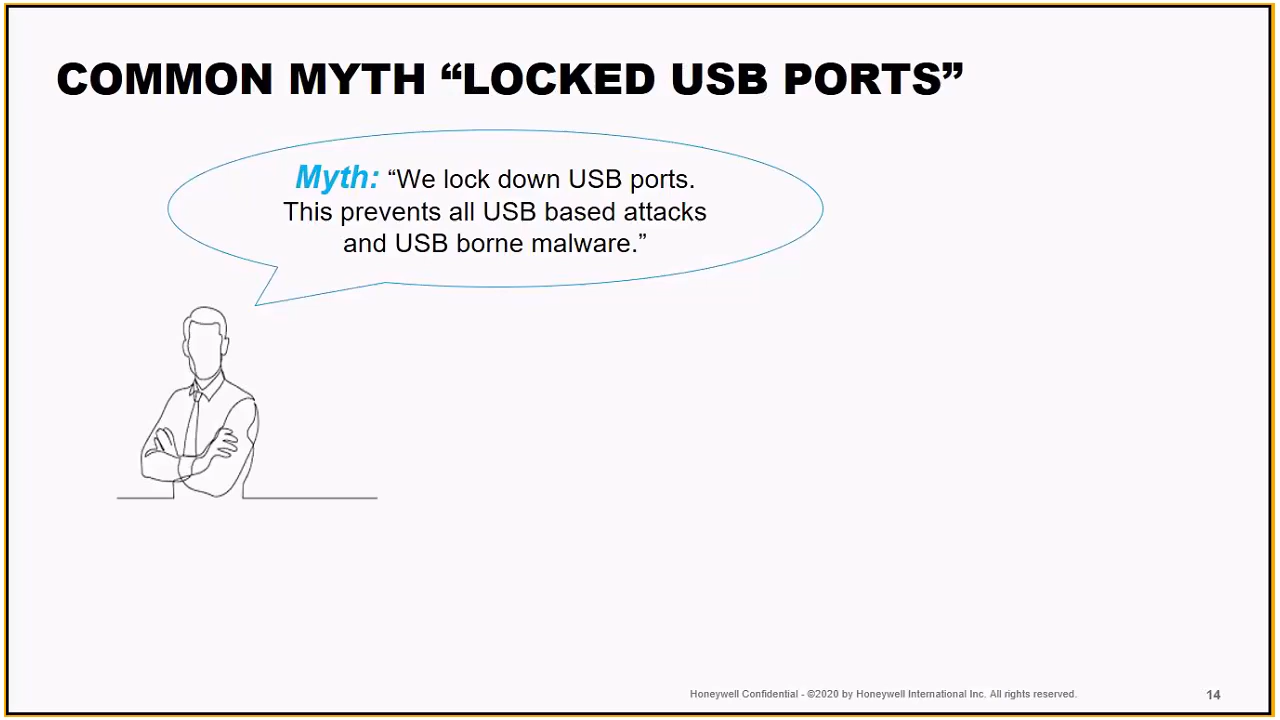 COMMON MYTH “LOCKED USB PORTS”
Myth: “We lock down USB ports.
This prevents all USB based attacks
and USB borne malware.”
Honeywell Confidential - ©2020 by Honeywell International Inc. All rights reserved.
14